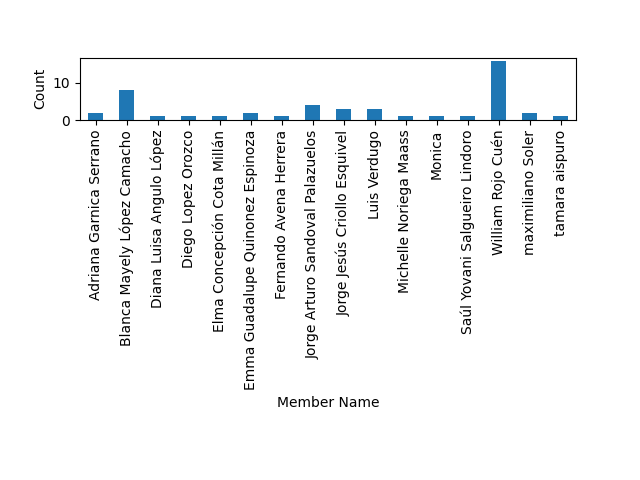 Count
10
0
Adriana Garnica Serrano
Blanca Mayely López Camacho
Diana Luisa Angulo López
Diego Lopez Orozco
Elma Concepción Cota Millán
Emma Guadalupe Quinonez Espinoza
Fernando Avena Herrera
Jorge Arturo Sandoval Palazuelos
Jorge Jesús Criollo Esquivel
Luis Verdugo
Michelle Noriega Maass
Monica
Saúl Yovani Salgueiro Lindoro
William Rojo Cuén
maximiliano Soler
tamara aispuro
Member Name